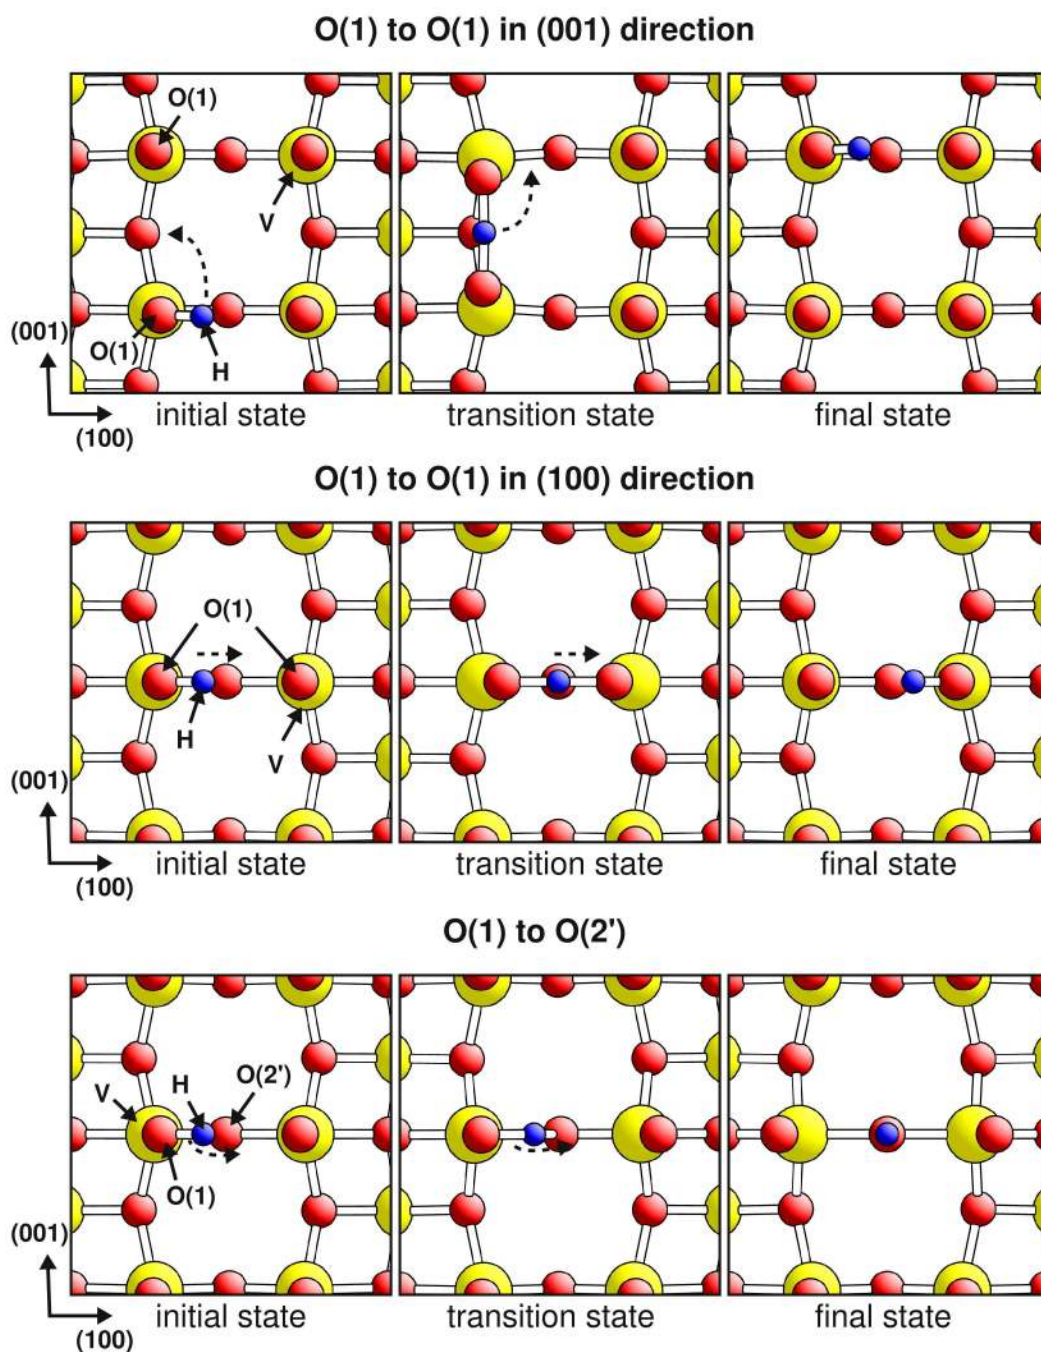 O(1) to O(1) in (001) direction
O(1)
V
O(1)
H
(001)
(100)
initial state
transition state
final state
O(1) to O(1) in (100) direction
O(1)
H
V
(001)
(100)
initial state
transition state
final state
O(1) to O(2')
V
H
O(2')
O(1)
(001)
(100)
initial state
transition state
final state